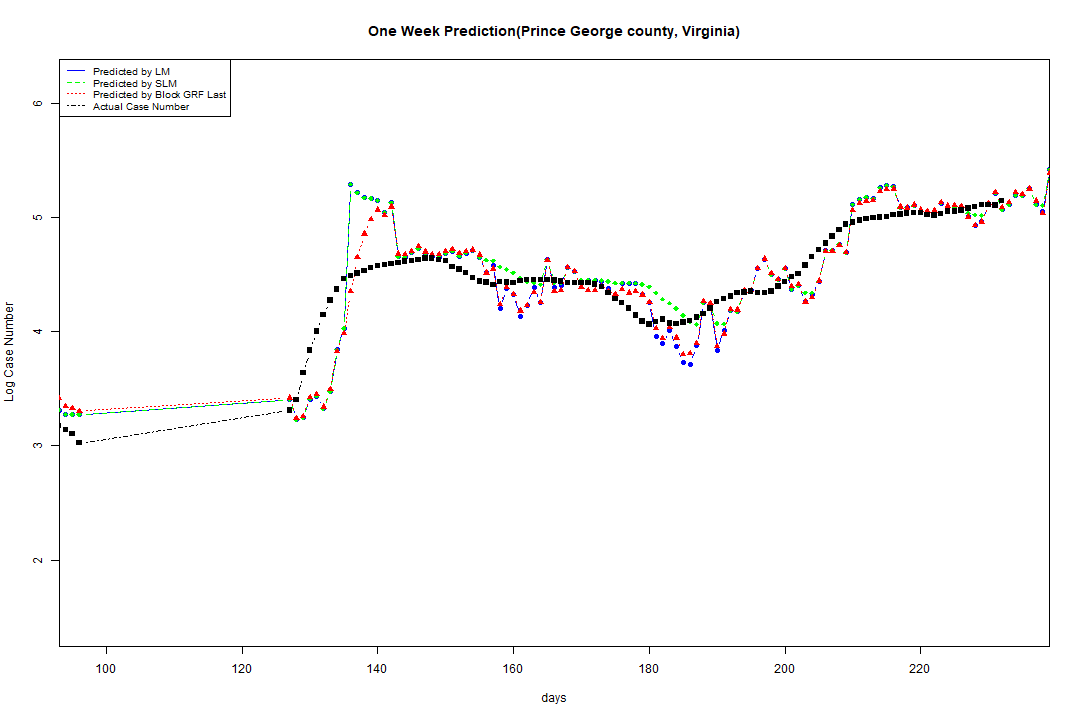 One Week Prediction(Prince George county, Virginia)
Predicted by LM
Predicted by SLM
Predicted by Block GRF Last
Actual Case Number
6
5
4
3
2
Log Case Number
100 120 140 160 180 200 220
days